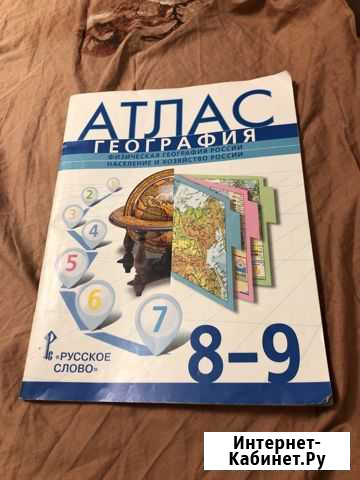 АТЛАС
ГЕОГРАФИЯ
ФИЗИЧЕСКАЯ ГЕОГРАФИЯ РОССИИ
НАСЕЛЕНИЕ И ХОЗЯЙСТВО РОССИИ
1
2
3
4
5
6
7
8–9
«РУССКОЕ
СЛОВО»
Интернет-
Кабинет.Ру